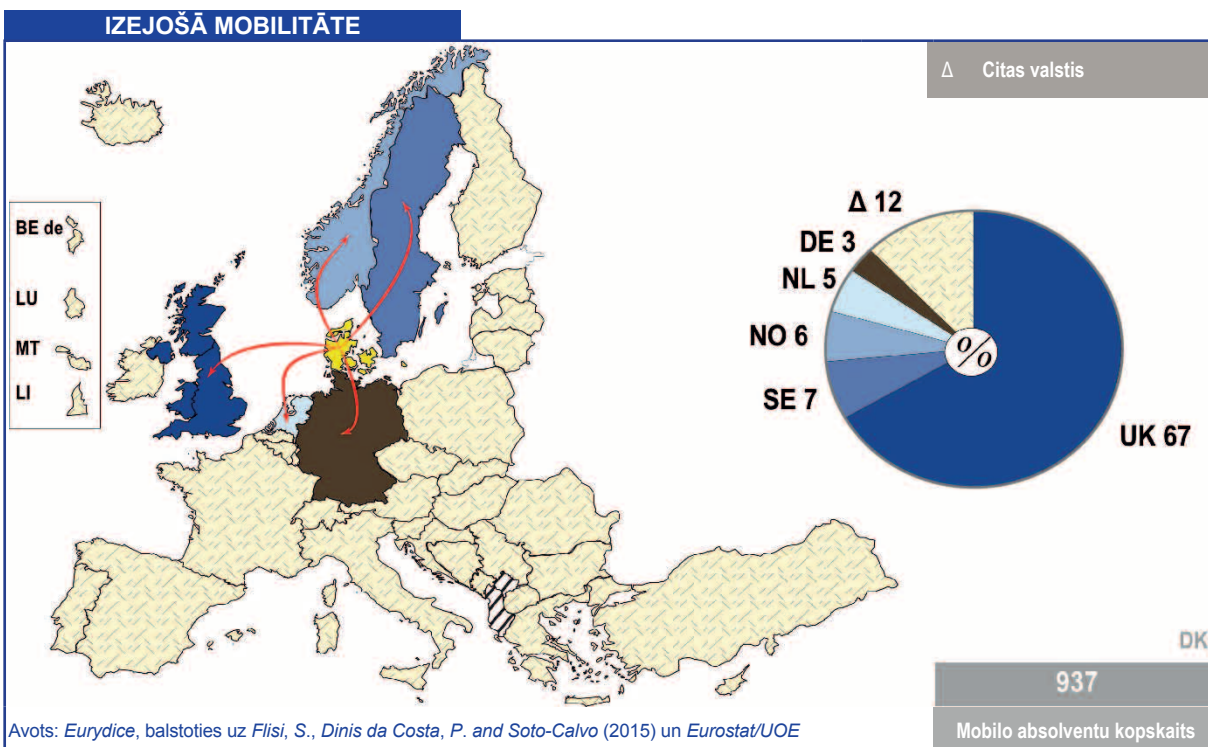 IZEJOŠĀ MOBILITĀTE
Δ Citas valstis
BE de
LU
MT
LI
Δ 12
DE 3
NL 5
NO 6
SE 7
%
UK 67
DK
937
Mobilo absolventu kopskaits
Avots: Eurydice, balstoties uz Flisi, S., Dinis da Costa, P. and Soto-Calvo (2015) un Eurostat/UOE